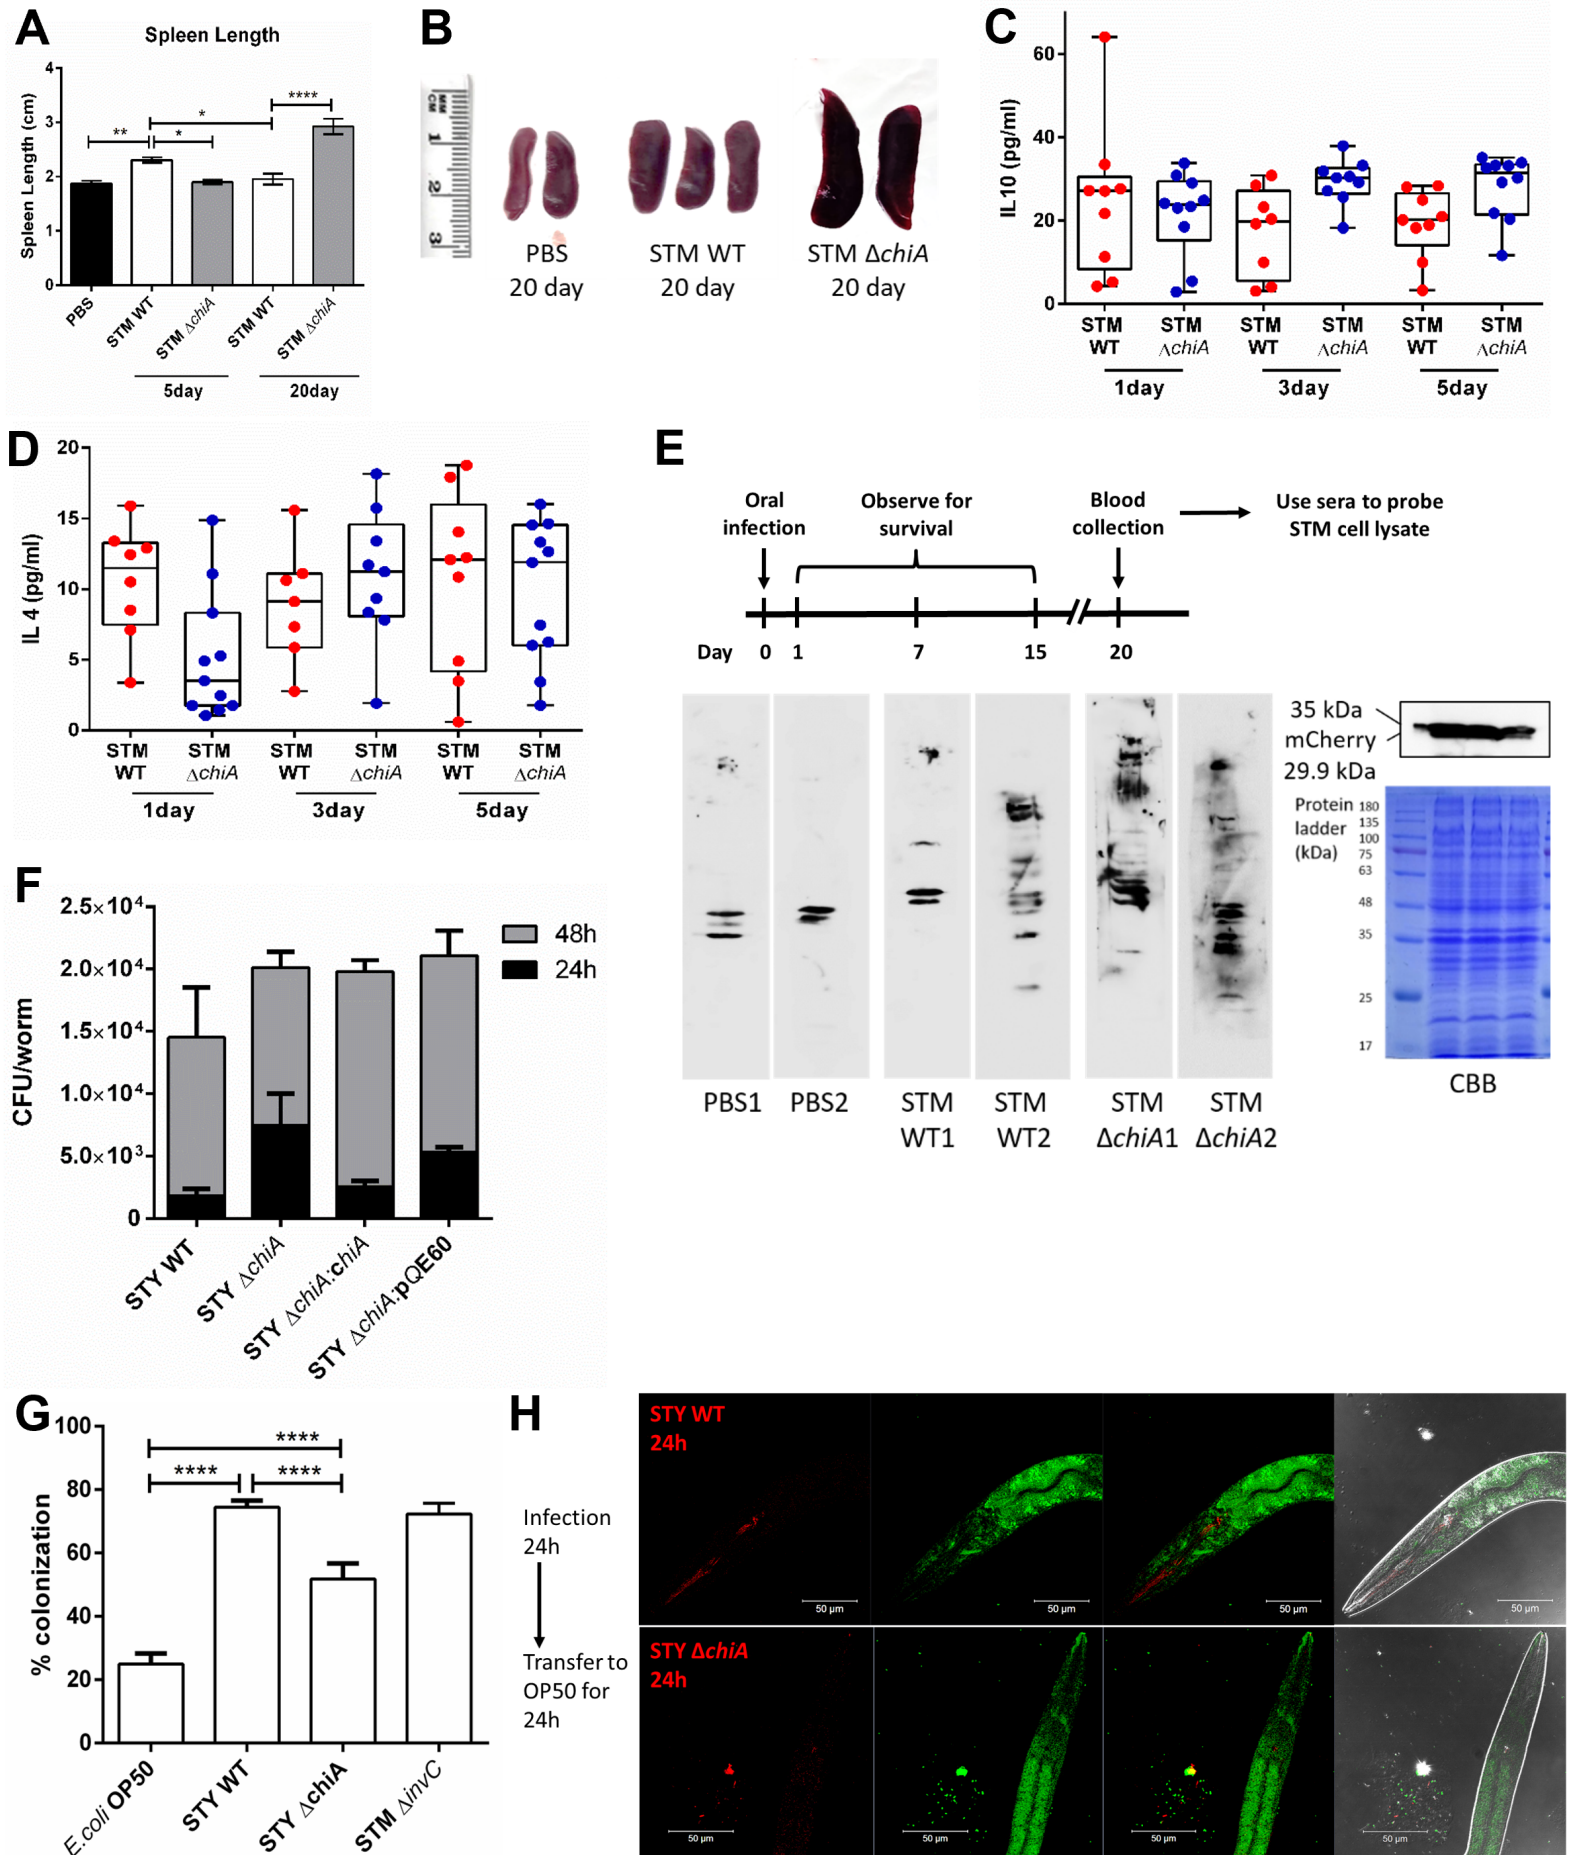 A
Spleen Length
Spleen Length (cm)
4
3
2
1
0
**
*
*
****
PBS
STM WT
STM ΔchiA
STM WT
STM ΔchiA
5day
20day
B
CM
MM
1
2
3
PBS
20 day
STM WT
20 day
STM ΔchiA
20 day
C
IL10 (pg/ml)
60
40
20
0
STM
WT
STM
ΔchiA
STM
WT
STM
ΔchiA
STM
WT
STM
ΔchiA
1day
3day
5day
D
IL 4 (pg/ml)
20
15
10
5
0
STM
WT
STM
ΔchiA
STM
WT
STM
ΔchiA
STM
WT
STM
ΔchiA
1day
3day
5day
E
Oral
infection
Observe for
survival
Blood
collection
Use sera to probe
STM cell lysate
Day 0 1 7 15 20
PBS1
PBS2
STM
WT1
STM
WT2
STM
ΔchiA1
STM
ΔchiA2
35 kDa
mCherry
29.9 kDa
Protein
ladder
(kDa)
180
135
100
75
63
48
35
25
17
CBB
F
CFU/worm
2.5×10⁴
2.0×10⁴
1.5×10⁴
1.0×10⁴
5.0×10³
0
48h
24h
STY WT
STY ΔchiA
STY ΔchiA:chiA
STY ΔchiA:pQE60
G
% colonization
100
80
60
40
20
0
****
****
****
E.coli OP50
STY WT
STY ΔchiA
STM ΔinvC
H
Infection
24h
Transfer to
OP50 for
24h
STY WT
24h
50 µm
50 µm
50 µm
50 µm
STY ΔchiA
24h
50 µm
50 µm
50 µm
50 µm